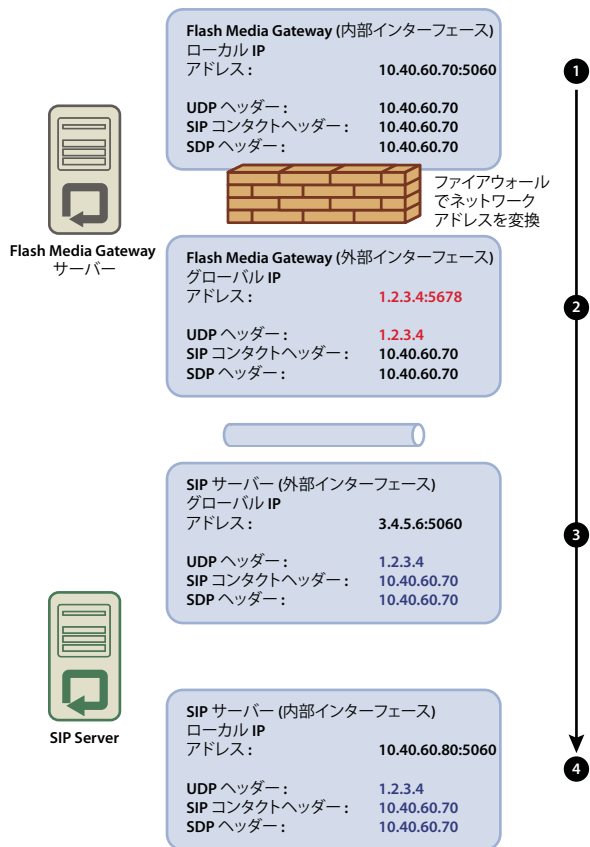 Flash Media Gateway (内部インターフェース)
ローカル IP
アドレス : 10.40.60.70:5060
UDP ヘッダー : 10.40.60.70
SIP コンタクトヘッダー : 10.40.60.70
SDP ヘッダー : 10.40.60.70
1
ファイアウォール
でネットワーク
アドレスを変換
Flash Media Gateway
サーバー
Flash Media Gateway (外部インターフェース)
グローバル IP
アドレス : 1.2.3.4:5678
UDP ヘッダー : 1.2.3.4
SIP コンタクトヘッダー : 10.40.60.70
SDP ヘッダー : 10.40.60.70
2
SIP サーバー (外部インターフェース)
グローバル IP
アドレス : 3.4.5.6:5060
UDP ヘッダー : 1.2.3.4
SIP コンタクトヘッダー : 10.40.60.70
SDP ヘッダー : 10.40.60.70
3
SIP Server
SIP サーバー (内部インターフェース)
ローカル IP
アドレス : 10.40.60.80:5060
UDP ヘッダー : 1.2.3.4
SIP コンタクトヘッダー : 10.40.60.70
SDP ヘッダー : 10.40.60.70
4